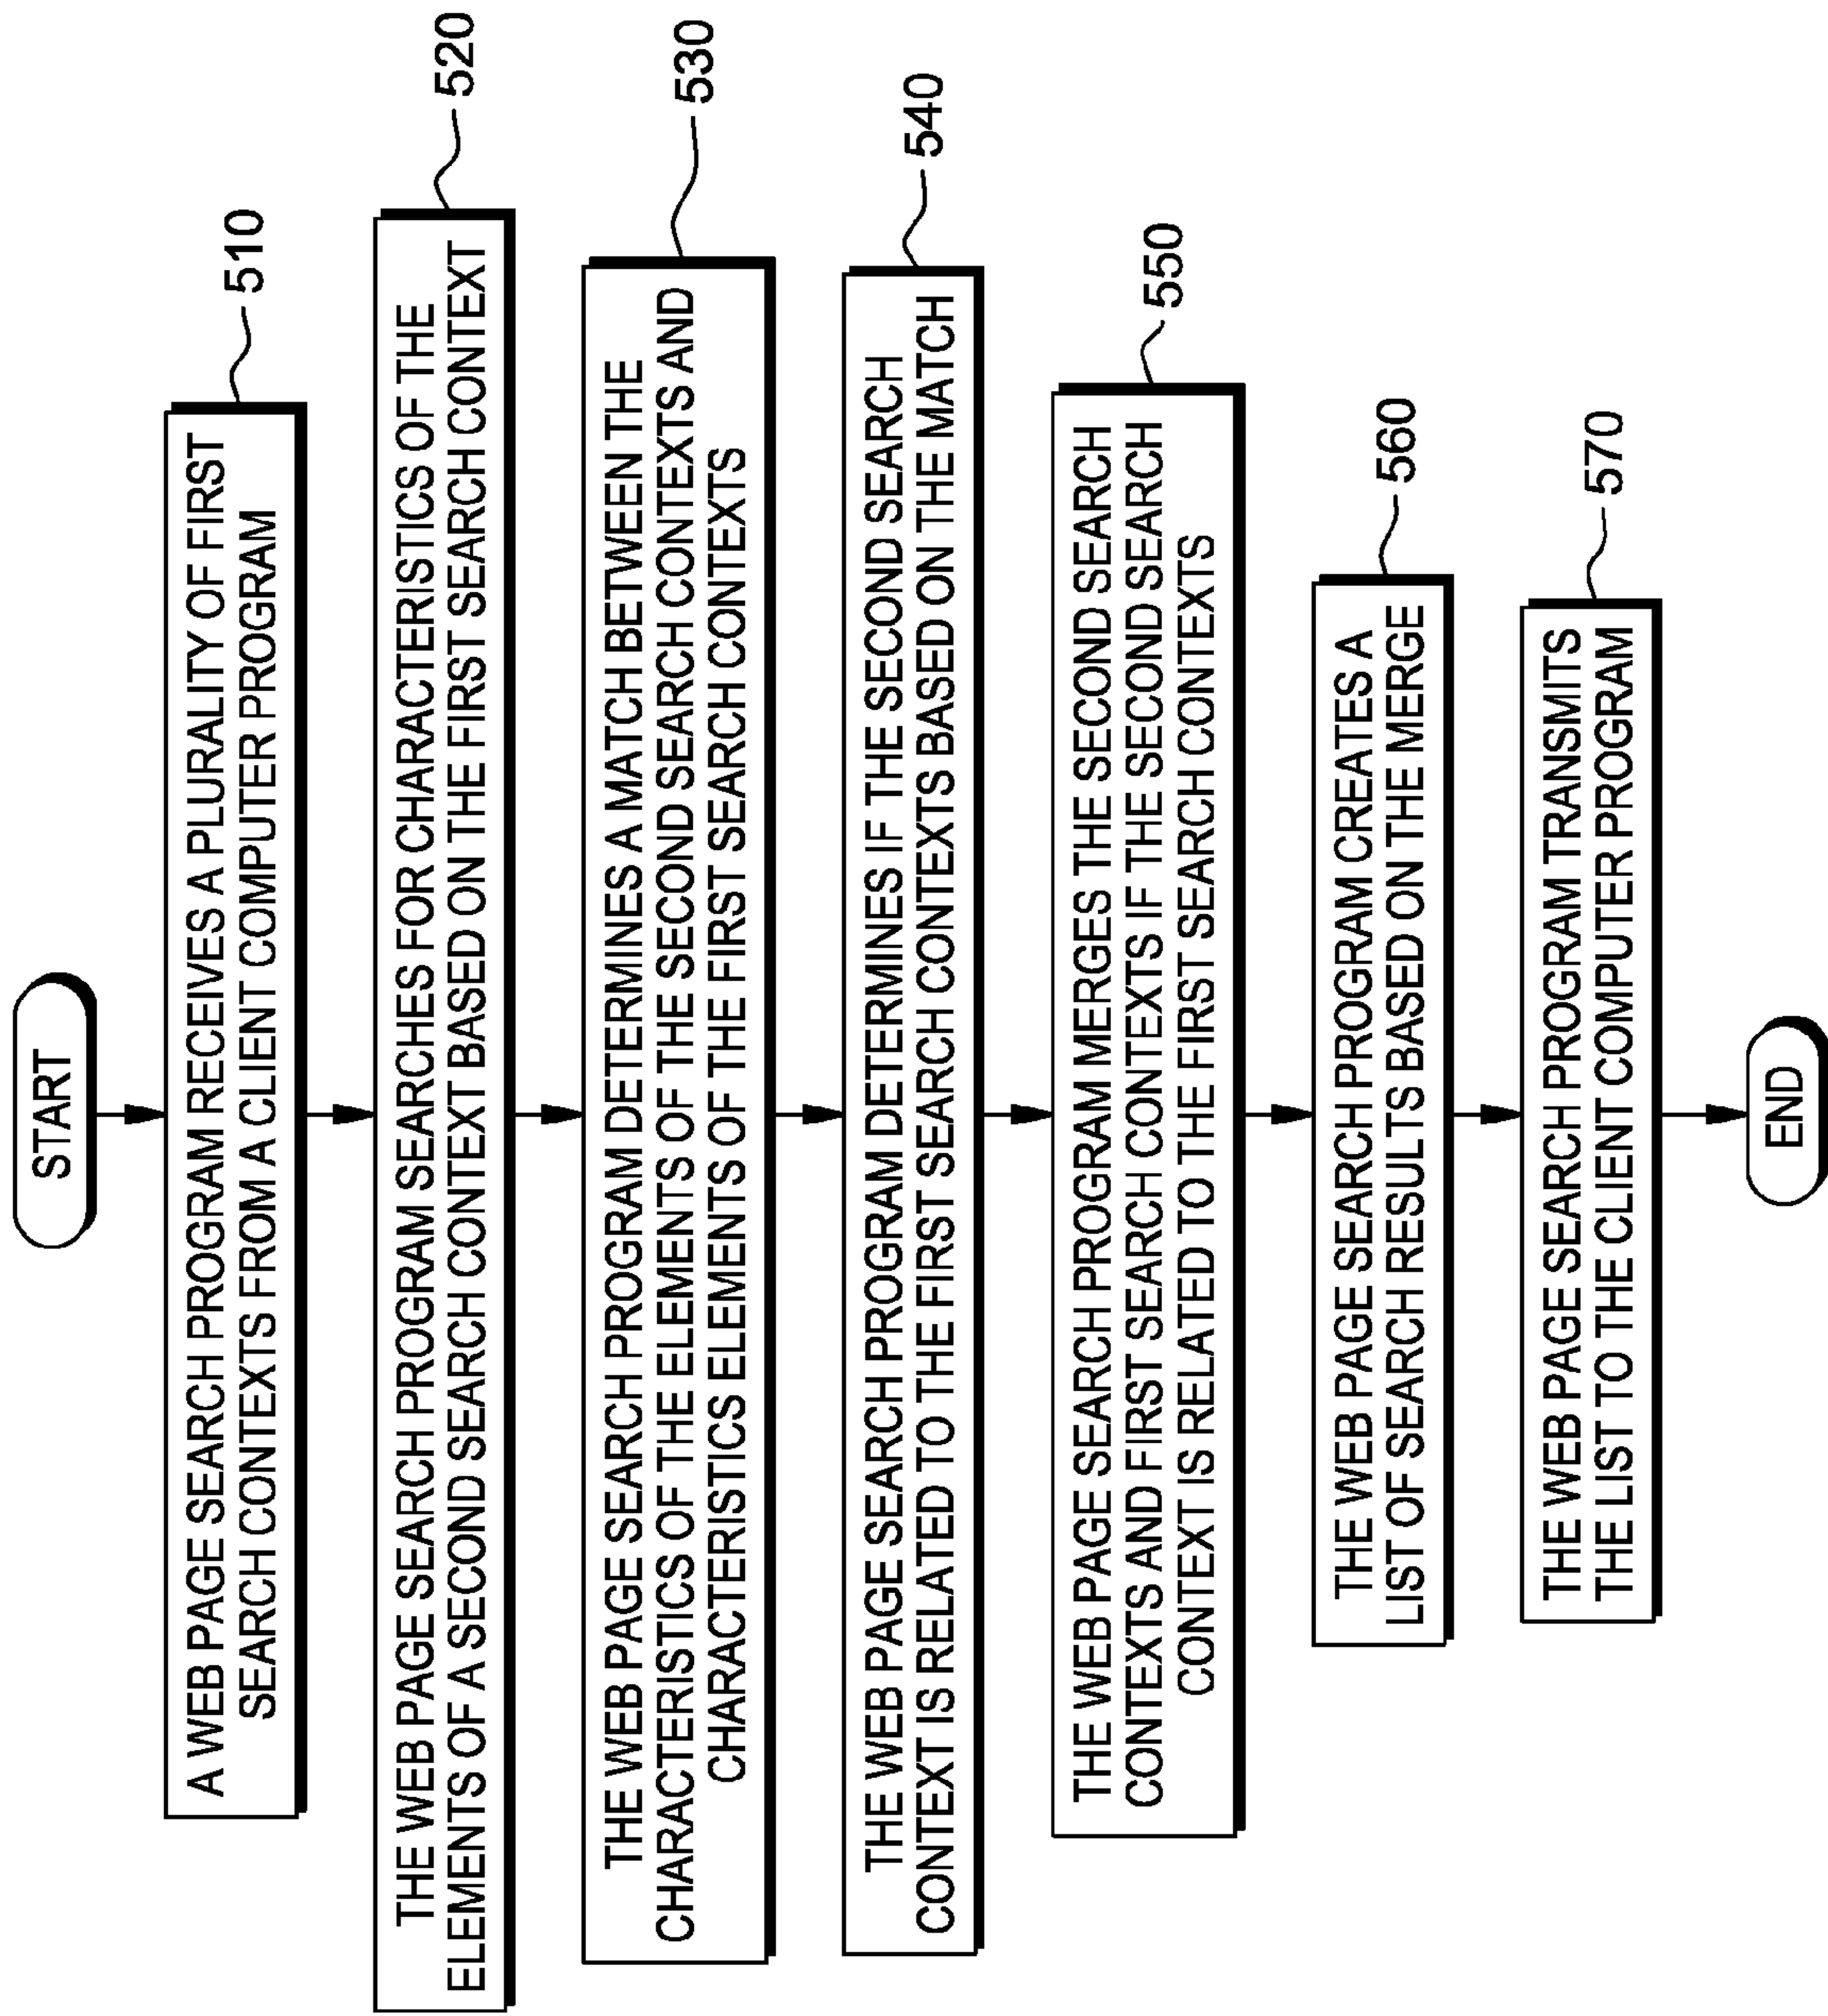 START
A WEB PAGE SEARCH PROGRAM RECEIVES A PLURALITY OF FIRST
SEARCH CONTEXTS FROM A CLIENT COMPUTER PROGRAM
510
THE WEB PAGE SEARCH PROGRAM SEARCHES FOR CHARACTERISTICS OF THE
ELEMENTS OF A SECOND SEARCH CONTEXT BASED ON THE FIRST SEARCH CONTEXT
520
THE WEB PAGE SEARCH PROGRAM DETERMINES A MATCH BETWEEN THE
CHARACTERISTICS OF THE ELEMENTS OF THE SECOND SEARCH CONTEXTS AND
CHARACTERISTICS ELEMENTS OF THE FIRST SEARCH CONTEXTS
530
THE WEB PAGE SEARCH PROGRAM DETERMINES IF THE SECOND SEARCH
CONTEXT IS RELATED TO THE FIRST SEARCH CONTEXTS BASED ON THE MATCH
540
THE WEB PAGE SEARCH PROGRAM MERGES THE SECOND SEARCH
CONTEXTS AND FIRST SEARCH CONTEXTS IF THE SECOND SEARCH
CONTEXT IS RELATED TO THE FIRST SEARCH CONTEXTS
550
THE WEB PAGE SEARCH PROGRAM CREATES A
LIST OF SEARCH RESULTS BASED ON THE MERGE
560
THE WEB PAGE SEARCH PROGRAM TRANSMITS
THE LIST TO THE CLIENT COMPUTER PROGRAM
570
END